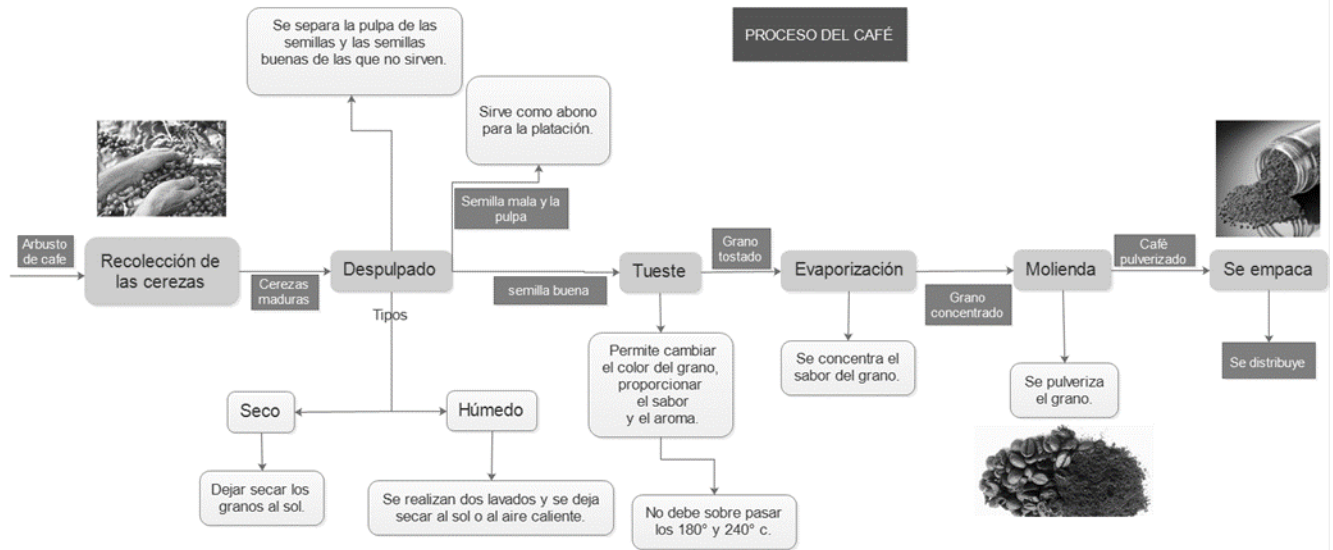 PROCESO DEL CAFÉ
Se separa la pulpa de las
semillas y las semillas
buenas de las que no sirven.
Sirve como abono
para la platación.
Semilla mala y la
pulpa
Arbusto
de cafe
Recolección de
las cerezas
Cerezas
maduras
Despulpado
semilla buena
Tueste
Grano
tostado
Evaporización
Grano
concentrado
Molienda
Café
pulverizado
Se empaca
Tipos
Permite cambiar
el color del grano,
proporcionar
el sabor
y el aroma.
Se concentra el
sabor del grano.
Se pulveriza
el grano.
Se distribuye
Seco
Húmedo
Dejar secar los
granos al sol.
Se realizan dos lavados y se deja
secar al sol o al aire caliente.
No debe sobre pasar
los 180° y 240° c.